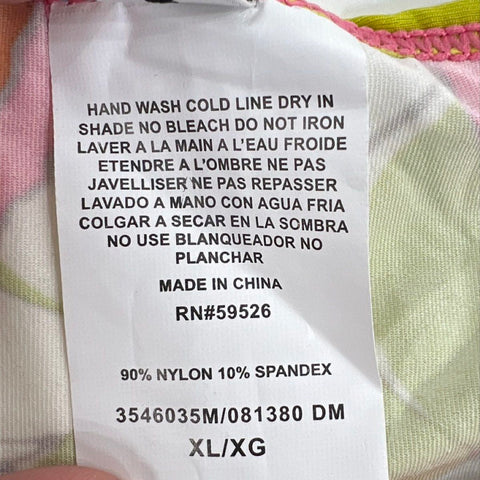 HAND WASH COLD LINE DRY IN
SHADE NO BLEACH DO NOT IRON
LAVER A LA MAIN A L'EAU FROIDE
ETENDRE A L'OMBRE NE PAS
JAVELLISER NE PAS REPASSER
LAVADO A MANO CON AGUA FRIA
COLGAR A SECAR EN LA SOMBRA
NO USE BLANQUEADOR NO
PLANCHAR
MADE IN CHINA
RN#59526
90% NYLON 10% SPANDEX
3546035M/081380 DM
XL/XG